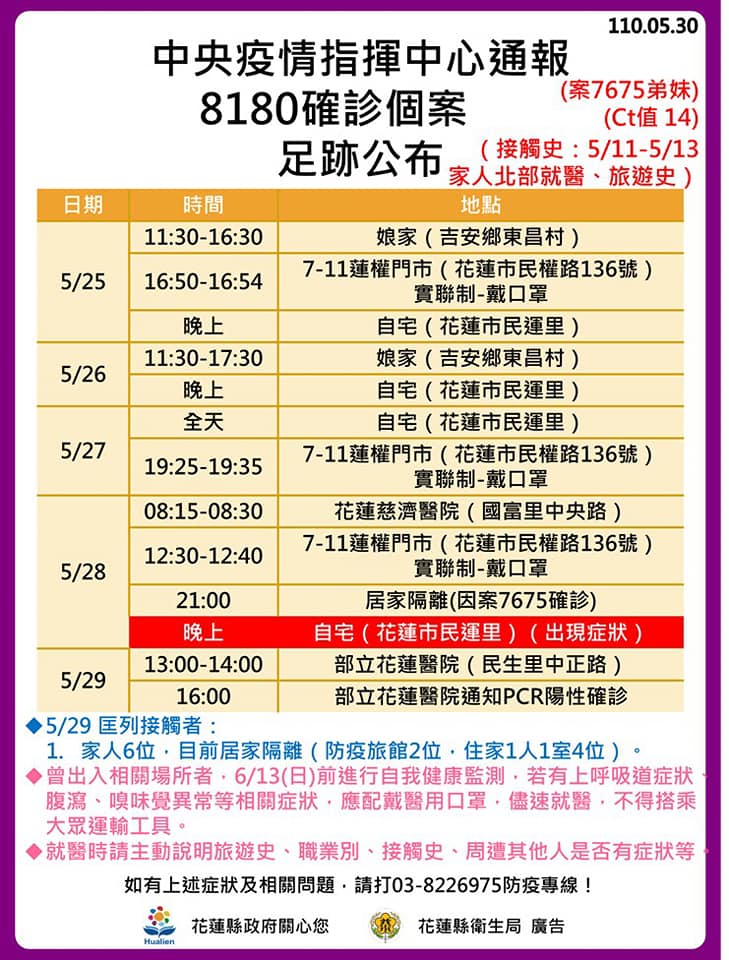 110.05.30
中央疫情指揮中心通報
8180確診個案
(案7675弟妹)
(Ct值 14)
足跡公布
（接觸史：5/11-5/13
家人北部就醫、旅遊史）
日期 時間 地點
5/25
11:30-16:30 娘家（吉安鄉東昌村）
16:50-16:54 7-11蓮權門市（花蓮市民權路136號）
實聯制-戴口罩
晚上 自宅（花蓮市民運里）
5/26
11:30-17:30 娘家（吉安鄉東昌村）
晚上 自宅（花蓮市民運里）
5/27
全天 自宅（花蓮市民運里）
19:25-19:35 7-11蓮權門市（花蓮市民權路136號）
實聯制-戴口罩
5/28
08:15-08:30 花蓮慈濟醫院（國富里中央路）
12:30-12:40 7-11蓮權門市（花蓮市民權路136號）
實聯制-戴口罩
21:00 居家隔離(因案7675確診)
晚上 自宅（花蓮市民運里）（出現症狀）
5/29
13:00-14:00 部立花蓮醫院（民生里中正路）
16:00 部立花蓮醫院通知PCR陽性確診
◆5/29 匡列接觸者：
1. 家人6位，目前居家隔離（防疫旅館2位，住家1人1室4位）。
◆曾出入相關場所者，6/13(日)前進行自我健康監測，若有上呼吸道症狀、
腹瀉、嗅味覺異常等相關症狀，應配戴醫用口罩，儘速就醫，不得搭乘
大眾運輸工具。
◆就醫時請主動說明旅遊史、職業別、接觸史、周遭其他人是否有症狀等。
如有上述症狀及相關問題，請打03-8226975防疫專線！
Hualien 花蓮縣政府關心您 花蓮縣衛生局 廣告